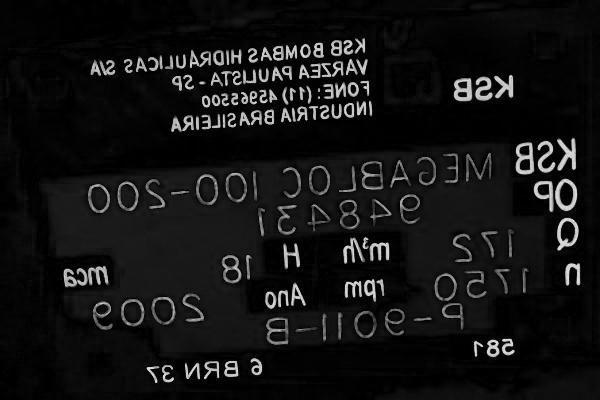 KSB
KSB BOMBAS HIDRÁULICAS S/A
VARZEA PAULISTA - SP
FONE: (11) 45965500
INDUSTRIA BRASILEIRA
KSB MEGABLOC 100-200
OP 948431
Q 172 m³/h H 18 mca
n 1750 rpm Ano 2009
P-9011-B
581 6 BRN 37